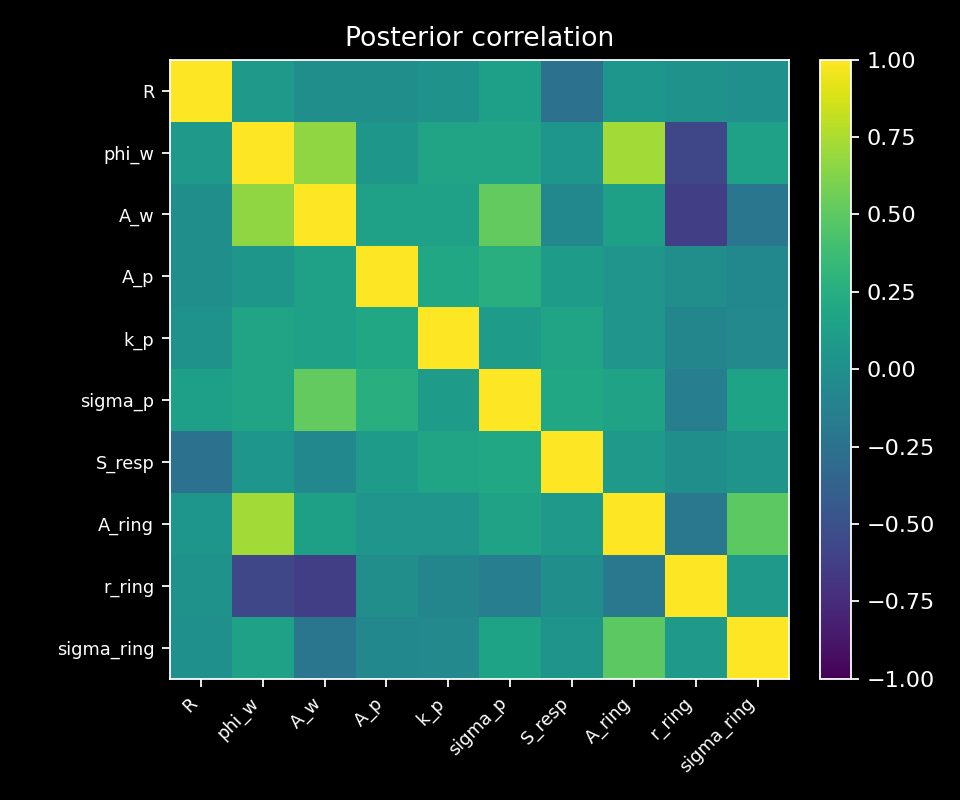 Posterior correlation
R
phi_w
A_w
A_p
k_p
sigma_p
S_resp
A_ring
r_ring
sigma_ring
R
phi_w
A_w
A_p
k_p
sigma_p
S_resp
A_ring
r_ring
sigma_ring
1.00
0.75
0.50
0.25
0.00
−0.25
−0.50
−0.75
−1.00